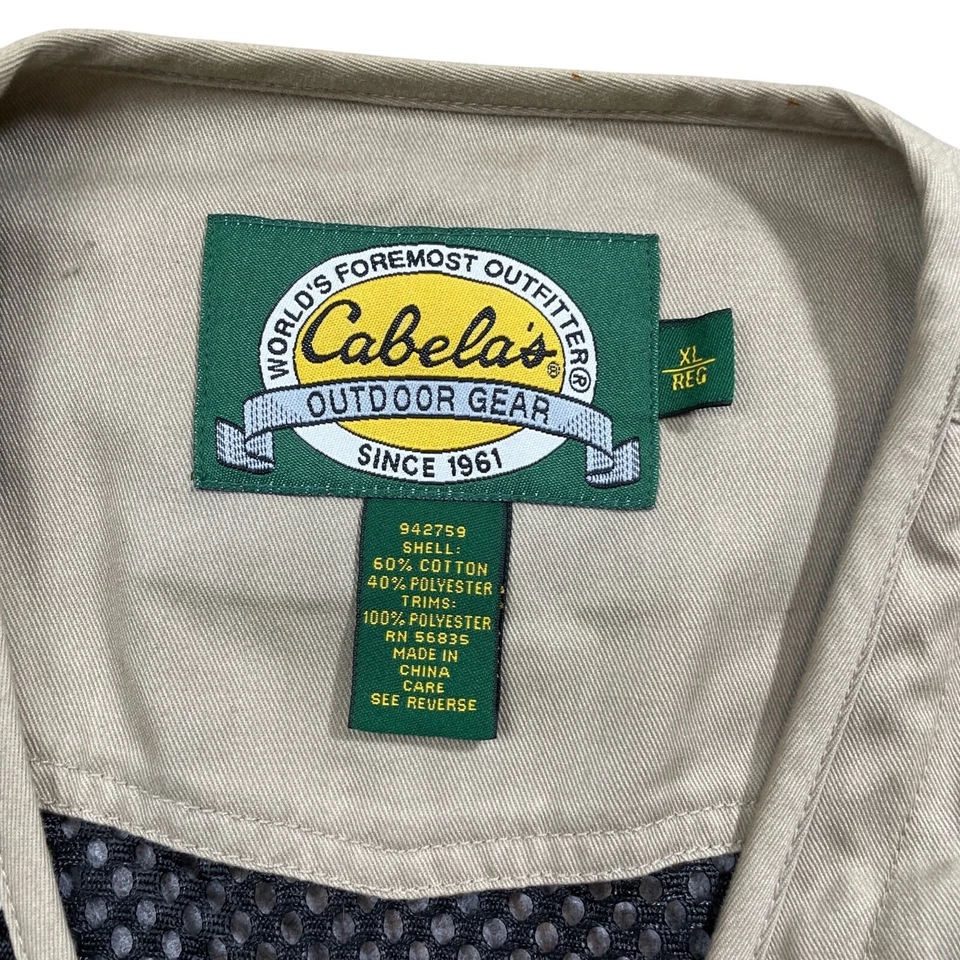 WORLD'S FOREMOST OUTFITTER®
Cabela's®
OUTDOOR GEAR
SINCE 1961
XL
REG
942759
SHELL:
60% COTTON
40% POLYESTER
TRIMS:
100% POLYESTER
RN 56835
MADE IN
CHINA
CARE
SEE REVERSE